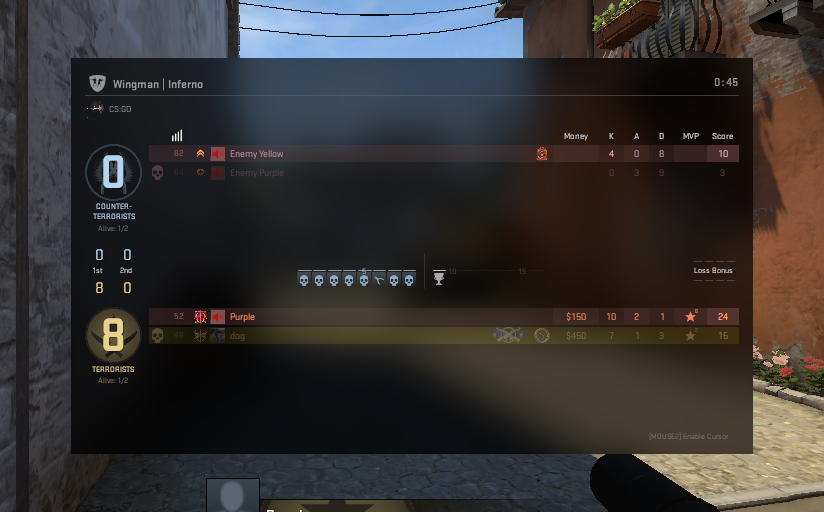 Wingman | Inferno 0:45
CS:GO
Money K A D MVP Score
62 Enemy Yellow 4 0 8 10
64 Enemy Purple 0 3 9 3
0
COUNTER-
TERRORISTS
Alive: 1/2
0 0
1st 2nd
8 0
10 15
Loss Bonus
8
TERRORISTS
Alive: 1/2
52 Purple $150 10 2 1 24
dog $450 7 1 3 15
[MOUSE2] Enable Cursor